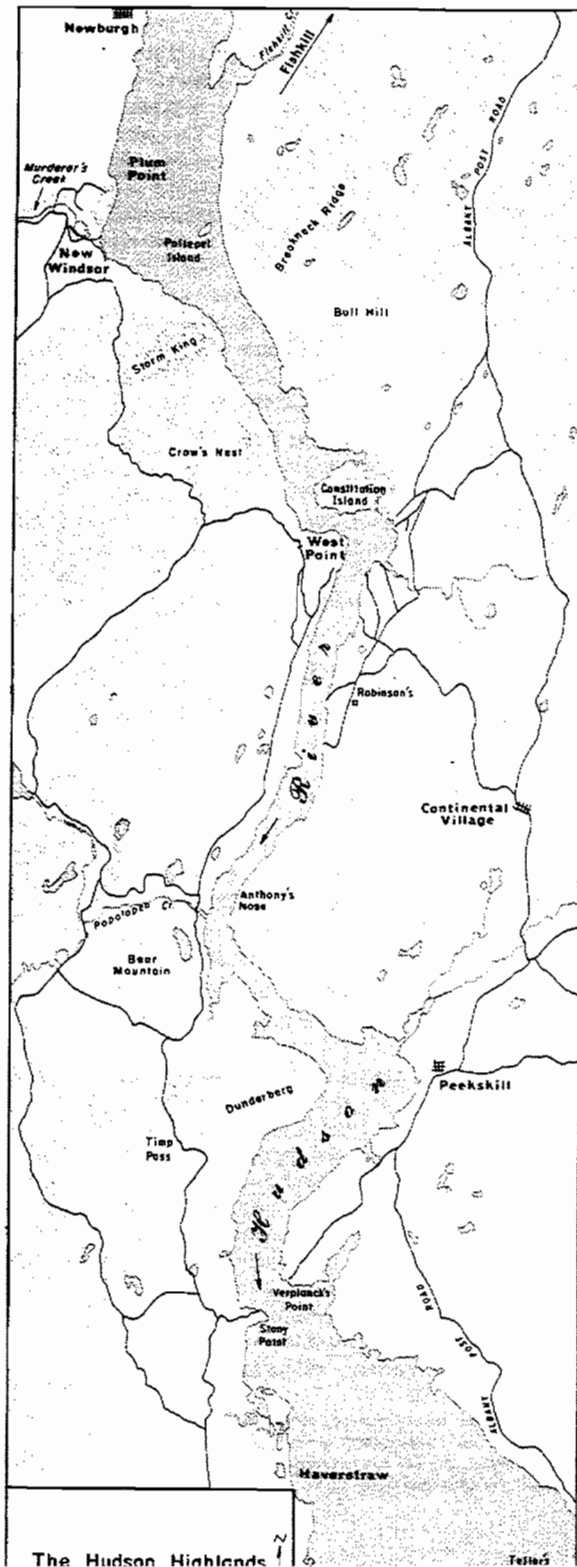 Newburgh
Fishkill Cr.
Fishkill
ALBANY POST ROAD
Murderer's
Creek
Plum
Point
New
Windsor
Pollepel
Island
Breakneck Ridge
Bull Hill
Storm King
Crow's Nest
Constitution
Island
West
Point
River
Robinson's
Continental
Village
Anthony's
Nose
Popolopen Cr.
Bear
Mountain
Peekskill
Dunderberg
Hudson
Timp
Pass
Verplanck's
Point
Stony
Point
ALBANY POST ROAD
Haverstraw
The Hudson Highlands
N
Tellers